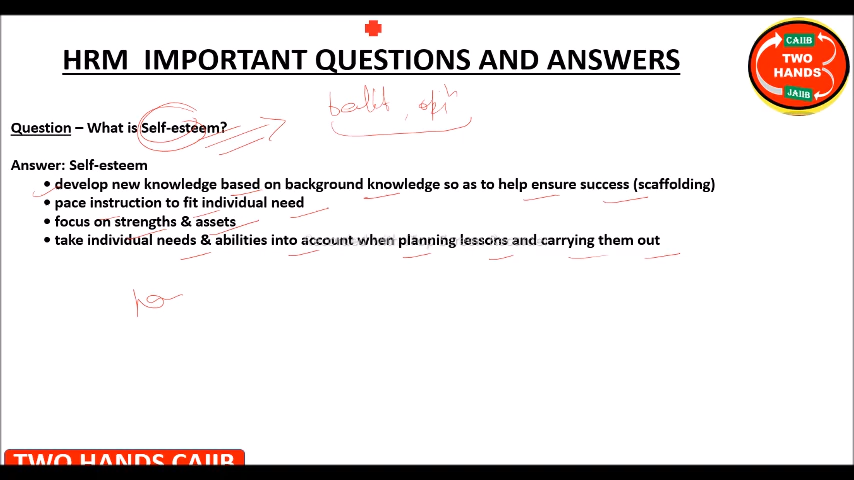 HRM IMPORTANT QUESTIONS AND ANSWERS
CAIIB
TWO
HANDS
JAIIB
Question – What is Self-esteem?
Answer: Self-esteem
• develop new knowledge based on background knowledge so as to help ensure success (scaffolding)
• pace instruction to fit individual need
• focus on strengths & assets
• take individual needs & abilities into account when planning lessons and carrying them out
TWO HANDS CAIIB